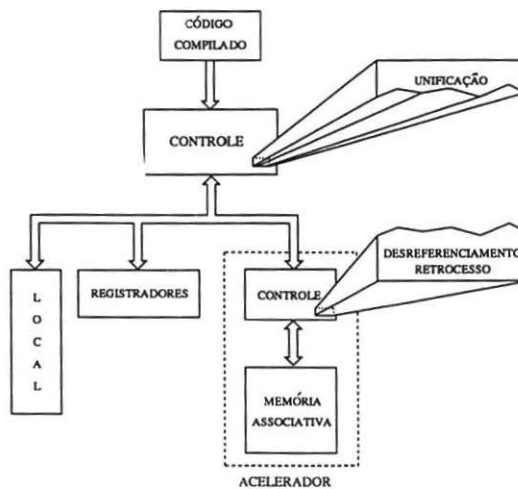 CÓDIGO
COMPILADO
UNIFICAÇÃO
CONTROLE
DESREFERENCIAMENTO
RETROCESSO
L
O
C
A
L
REGISTRADORES
CONTROLE
MEMÓRIA
ASSOCIATIVA
ACELERADOR